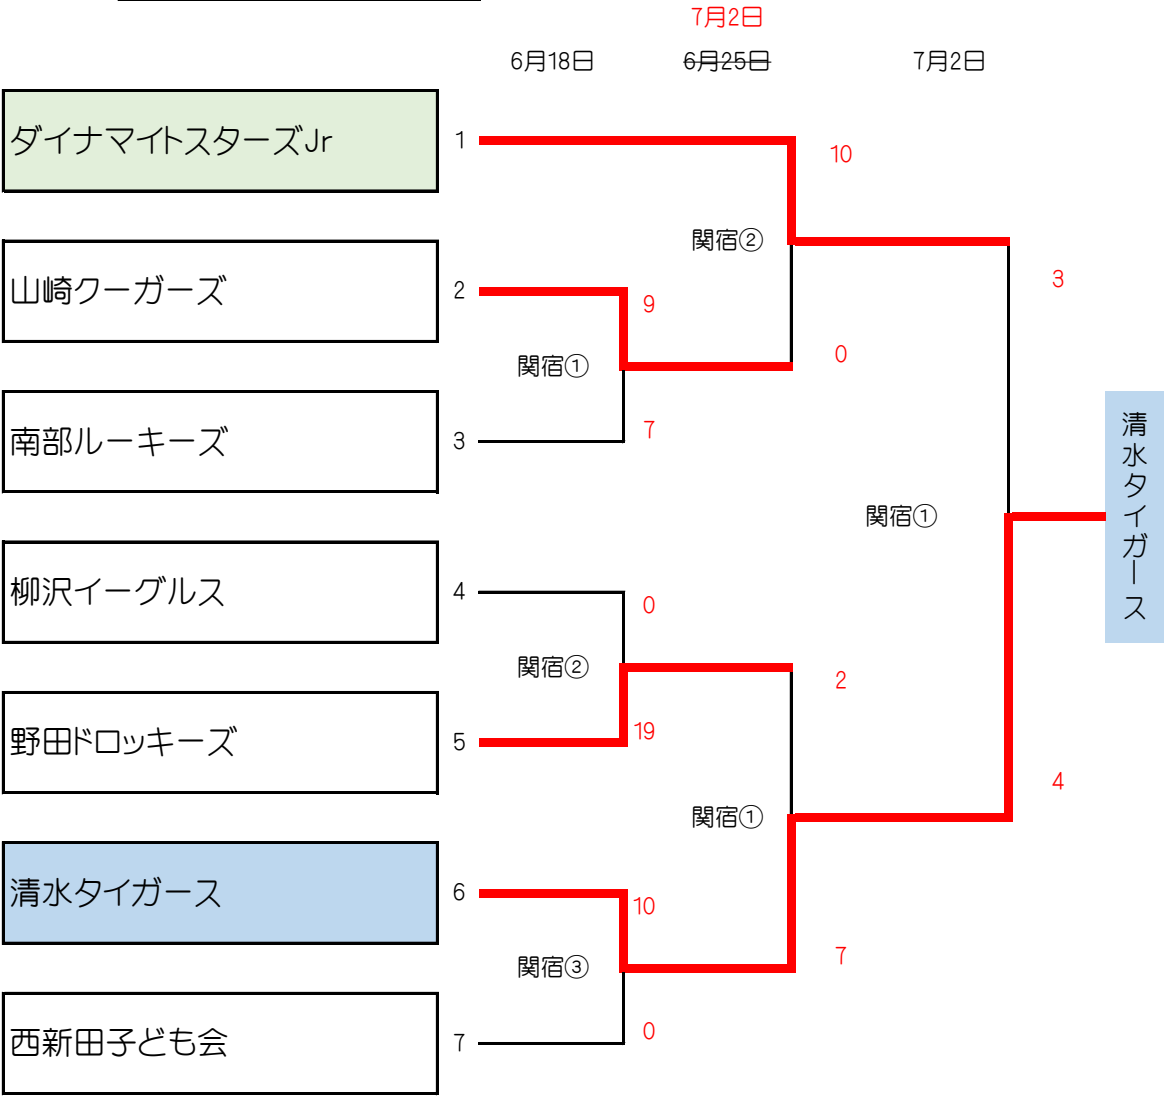 7月2日
6月18日
6月25日
7月2日
ダイナマイトスターズJr
1
10
関宿②
山崎クーガーズ
2
9
3
関宿①
0
南部ルーキーズ
3
7
清水タイガース
関宿①
柳沢イーグルス
4
0
関宿②
2
野田ドロッキーズ
5
19
4
関宿①
清水タイガース
6
10
関宿③
7
西新田子ども会
7
0